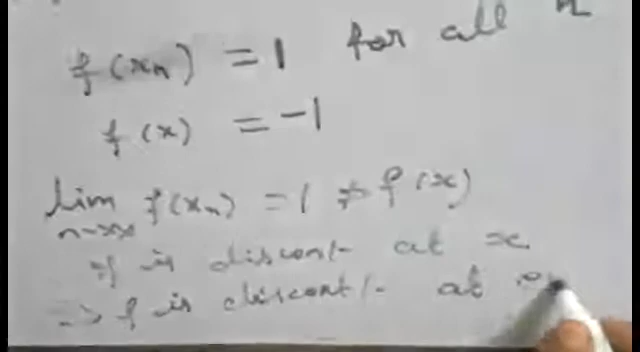 f(xn) = 1 for all n
f(x) = -1
lim n→∞ f(xn) = 1 ≠ f(x)
⇒ f is discont. at x
⇒ f is discont. at